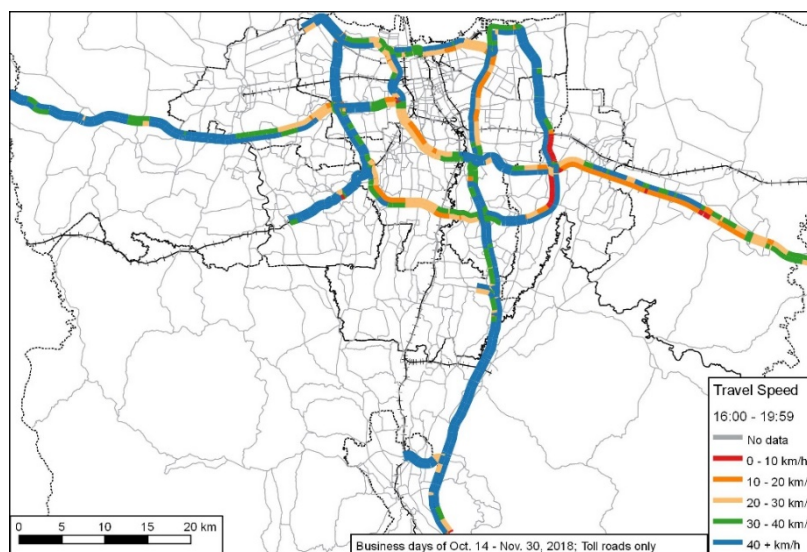 Travel Speed
16:00 - 19:59
No data
0 - 10 km/h
10 - 20 km/
20 - 30 km/
30 - 40 km/
40 + km/h
0 5 10 15 20 km
Business days of Oct. 14 - Nov. 30, 2018; Toll roads only